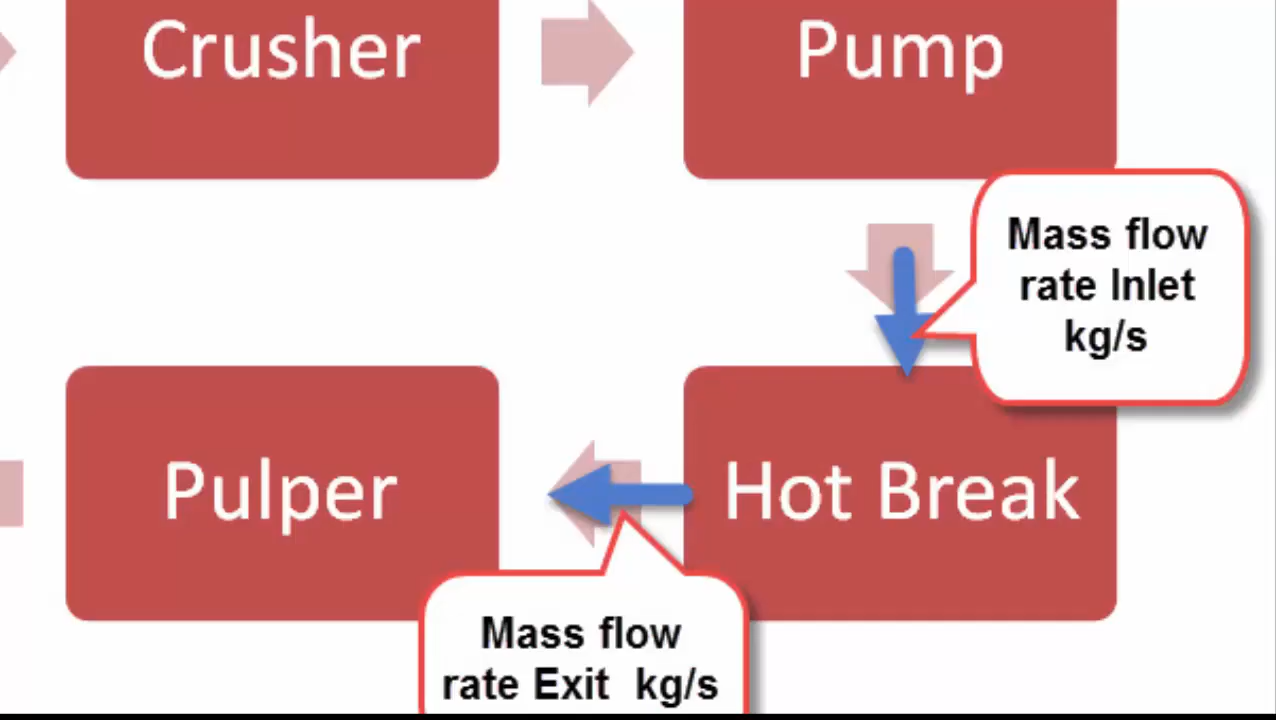 Crusher
Pump
Mass flow
rate Inlet
kg/s
Pulper
Hot Break
Mass flow
rate Exit kg/s